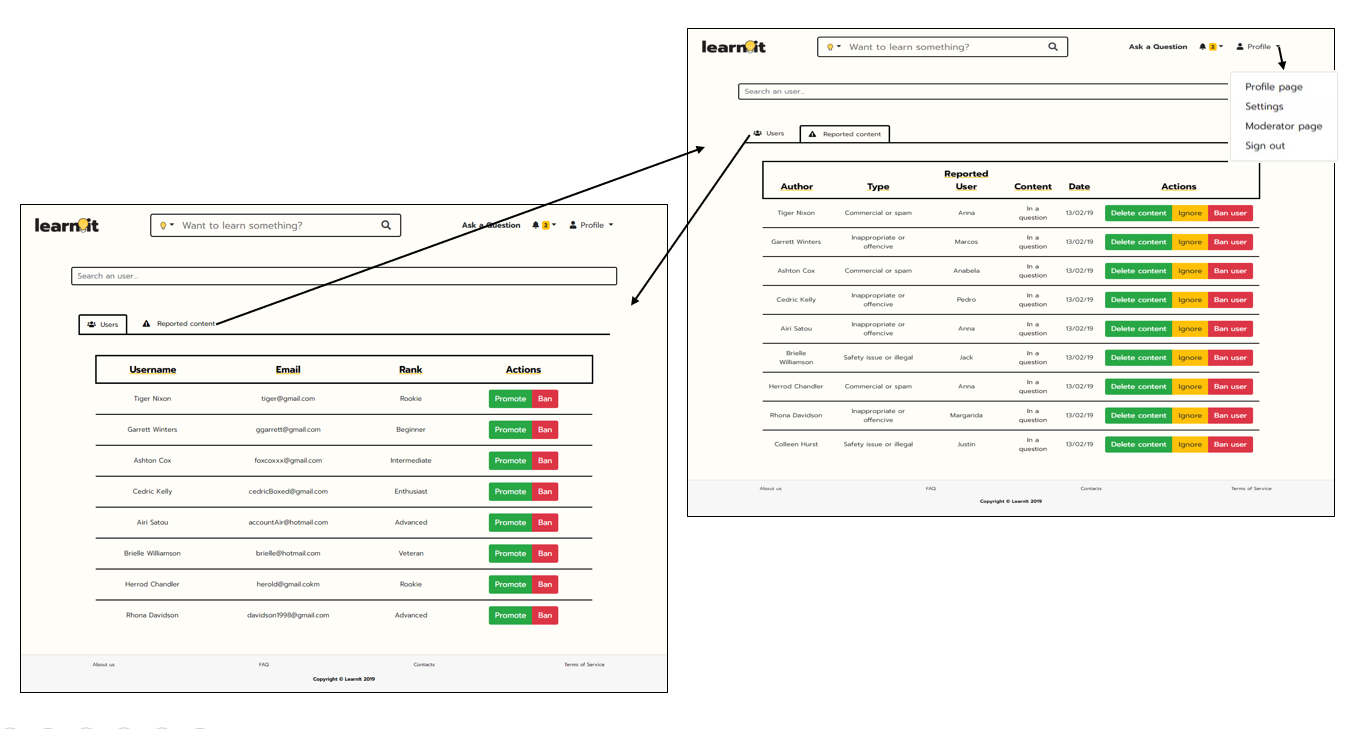 learnit
Want to learn something?
Ask a Question 2 Profile
Search an user..
Users Reported content
Username Email Rank Actions
Tiger Nixon tiger@gmail.com Rookie Promote Ban
Garrett Winters ggarrett@gmail.com Beginner Promote Ban
Ashton Cox foxcoxxx@gmail.com Intermediate Promote Ban
Cedric Kelly cedricBoxed@gmail.com Enthusiast Promote Ban
Airi Satou accountAir@hotmail.com Advanced Promote Ban
Brielle Williamson brielle@hotmail.com Veteran Promote Ban
Herrod Chandler herold@gmail.cokm Rookie Promote Ban
Rhona Davidson davidson1998@gmail.com Advanced Promote Ban
About us FAQ Contacts Terms of Service
Copyright © Learnit 2019
learnit
Want to learn something?
Ask a Question 2 Profile
Profile page
Settings
Moderator page
Sign out
Search an user..
Users Reported content
Author Type Reported User Content Date Actions
Tiger Nixon Commercial or spam Anna In a question 13/02/19 Delete content Ignore Ban user
Garrett Winters Inappropriate or offencive Marcos In a question 13/02/19 Delete content Ignore Ban user
Ashton Cox Commercial or spam Anabela In a question 13/02/19 Delete content Ignore Ban user
Cedric Kelly Inappropriate or offencive Pedro In a question 13/02/19 Delete content Ignore Ban user
Airi Satou Inappropriate or offencive Anna In a question 13/02/19 Delete content Ignore Ban user
Brielle Williamson Safety issue or illegal Jack In a question 13/02/19 Delete content Ignore Ban user
Herrod Chandler Commercial or spam Anna In a question 13/02/19 Delete content Ignore Ban user
Rhona Davidson Inappropriate or offencive Margarida In a question 13/02/19 Delete content Ignore Ban user
Colleen Hurst Safety issue or illegal Justin In a question 13/02/19 Delete content Ignore Ban user
About us FAQ Contacts Terms of Service
Copyright © Learnit 2019